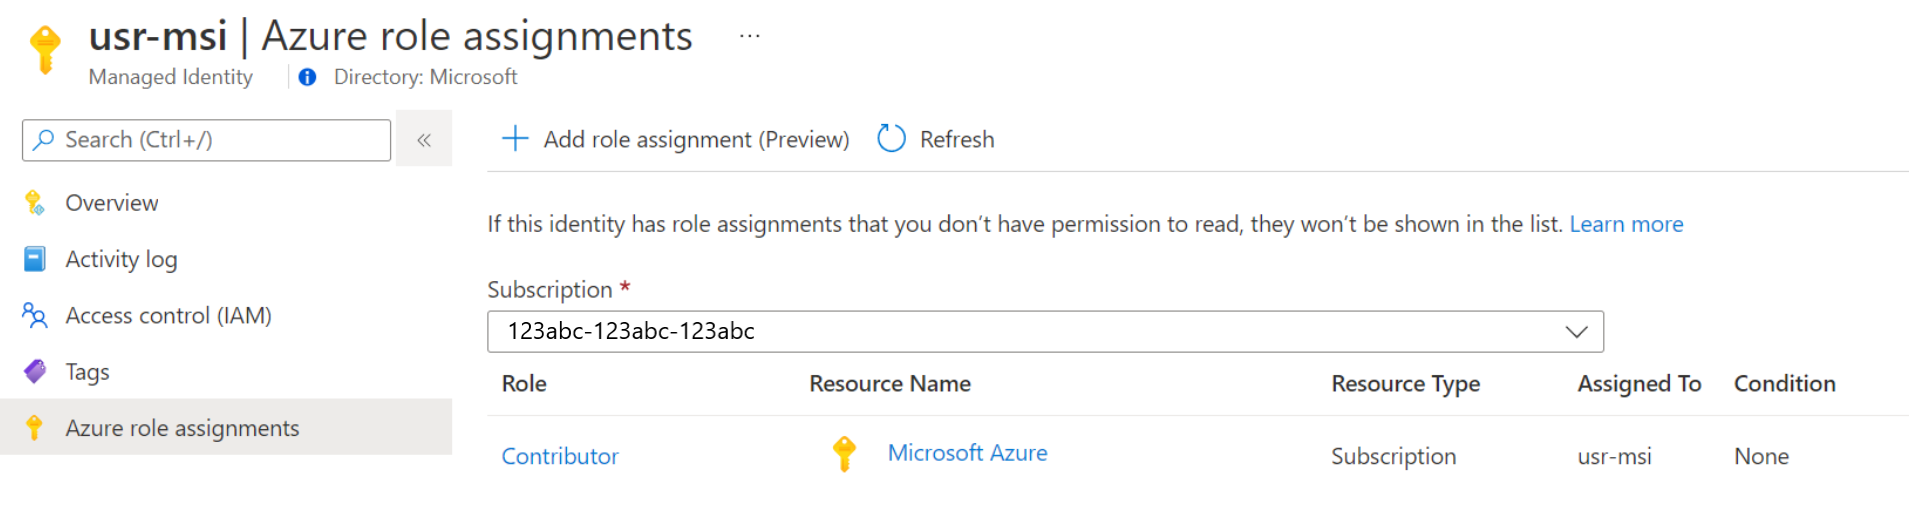 usr-msi | Azure role assignments ...
Managed Identity Directory: Microsoft
Search (Ctrl+/) «
Add role assignment (Preview) Refresh
Overview
If this identity has role assignments that you don’t have permission to read, they won’t be shown in the list. Learn more
Activity log
Subscription *
Access control (IAM)
123abc-123abc-123abc
Tags
Role Resource Name Resource Type Assigned To Condition
Azure role assignments
Contributor Microsoft Azure Subscription usr-msi None